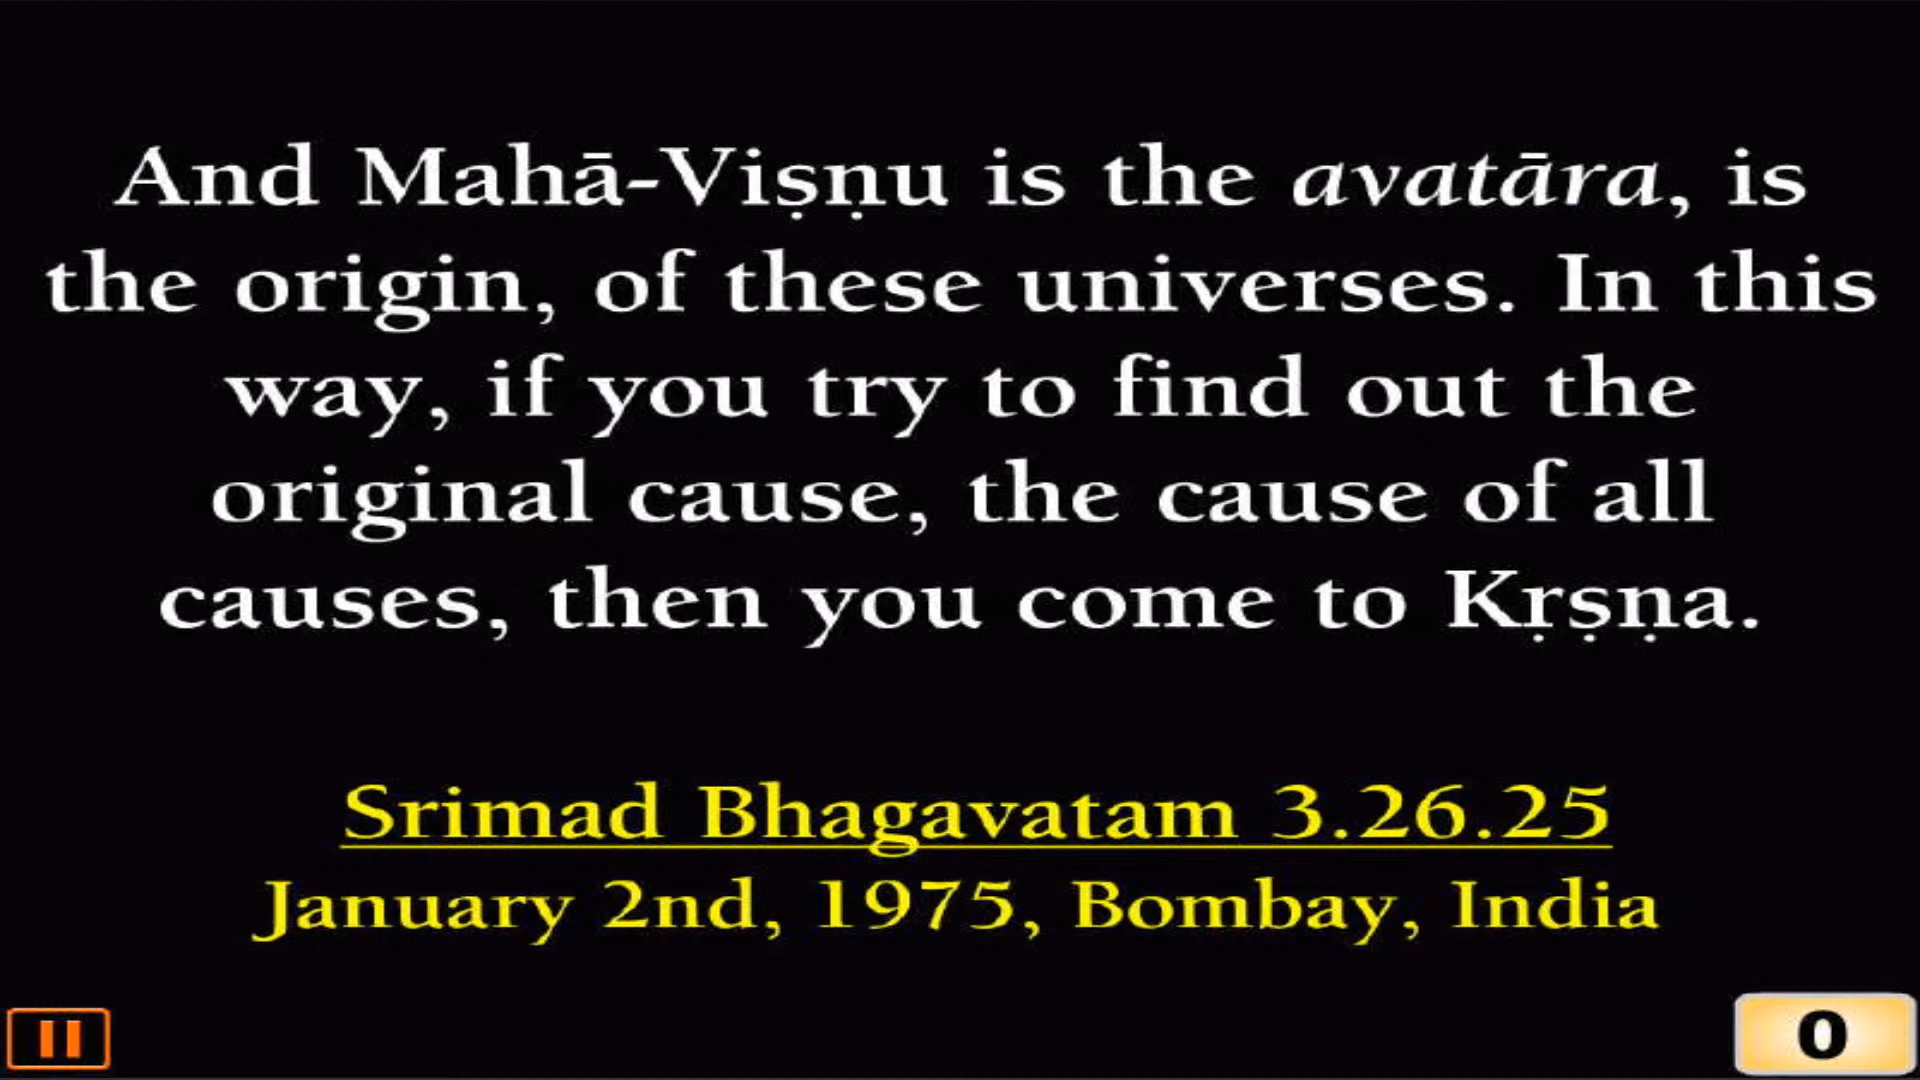 And Mahā-Viṣṇu is the avatāra, is
the origin, of these universes. In this
way, if you try to find out the
original cause, the cause of all
causes, then you come to Kṛṣṇa.
Srimad Bhagavatam 3.26.25
January 2nd, 1975, Bombay, India
0